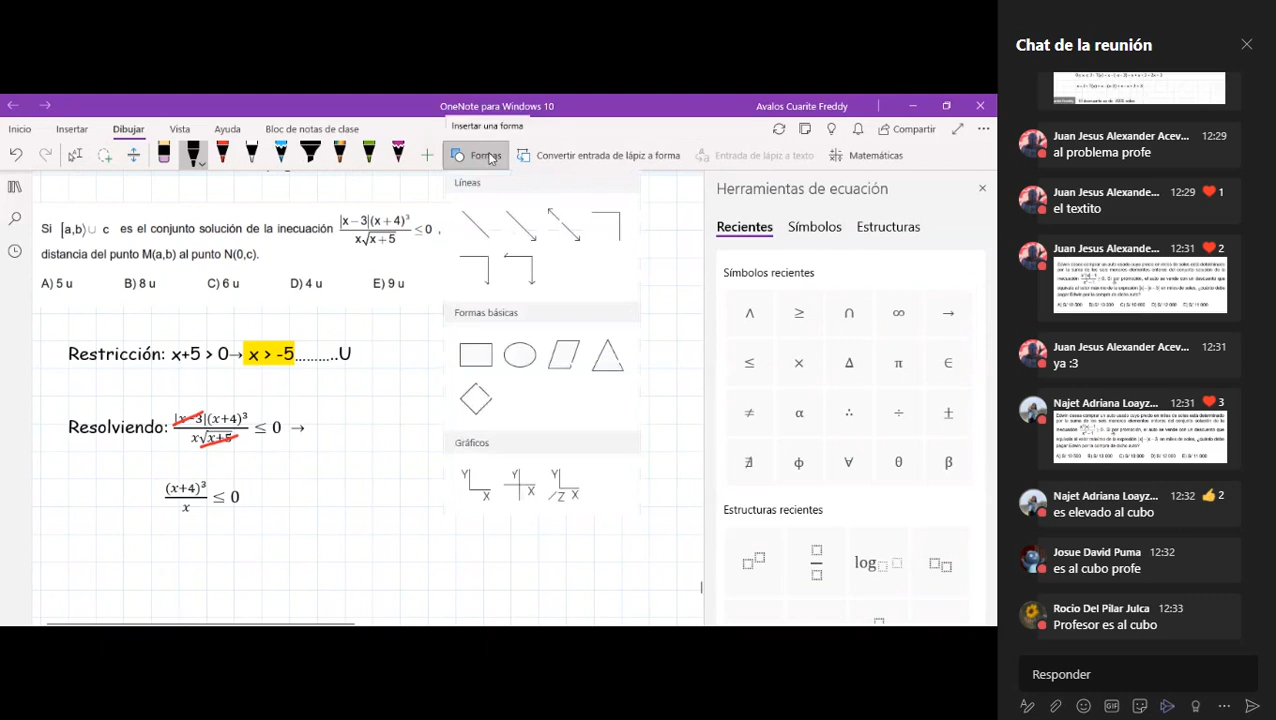 OneNote para Windows 10
Avalos Cuarite Freddy
Inicio
Insertar
Dibujar
Vista
Ayuda
Bloc de notas de clase
Insertar una forma
Compartir
Formas
Convertir entrada de lápiz a forma
Entrada de lápiz a texto
Matemáticas
Líneas
Formas básicas
Gráficos
Y X
Y X
Y Z X
Si [a,b⟩∪ c es el conjunto solución de la inecuación |x−3|(x+4)³ / x√x+5 ≤0 ,
distancia del punto M(a,b) al punto N(0,c).
A) 5 u B) 8 u C) 6 u D) 4 u E) 9 u
Restricción: x+5 > 0→ x > -5..........U
Resolviendo: |x−3|(x+4)³ / x√x+5 ≤ 0 →
(x+4)³ / x ≤ 0
Herramientas de ecuación
Recientes
Símbolos
Estructuras
Símbolos recientes
∧ ≥ ∩ ∞ →
≤ × Δ π ∈
≠ α ∴ ÷ ±
∄ ϕ ∀ θ β
Estructuras recientes
log
Chat de la reunión
Juan Jesus Alexander Acev... 12:29
al problema profe
Juan Jesus Alexande... 12:29 1
el textito
Juan Jesus Alexande... 12:31 2
Juan Jesus Alexander Acev... 12:31
ya :3
Najet Adriana Loayz... 12:31 3
Najet Adriana Loayz... 12:32 2
es elevado al cubo
Josue David Puma 12:32
es al cubo profe
Rocio Del Pilar Julca 12:33
Profesor es al cubo
Responder
GIF